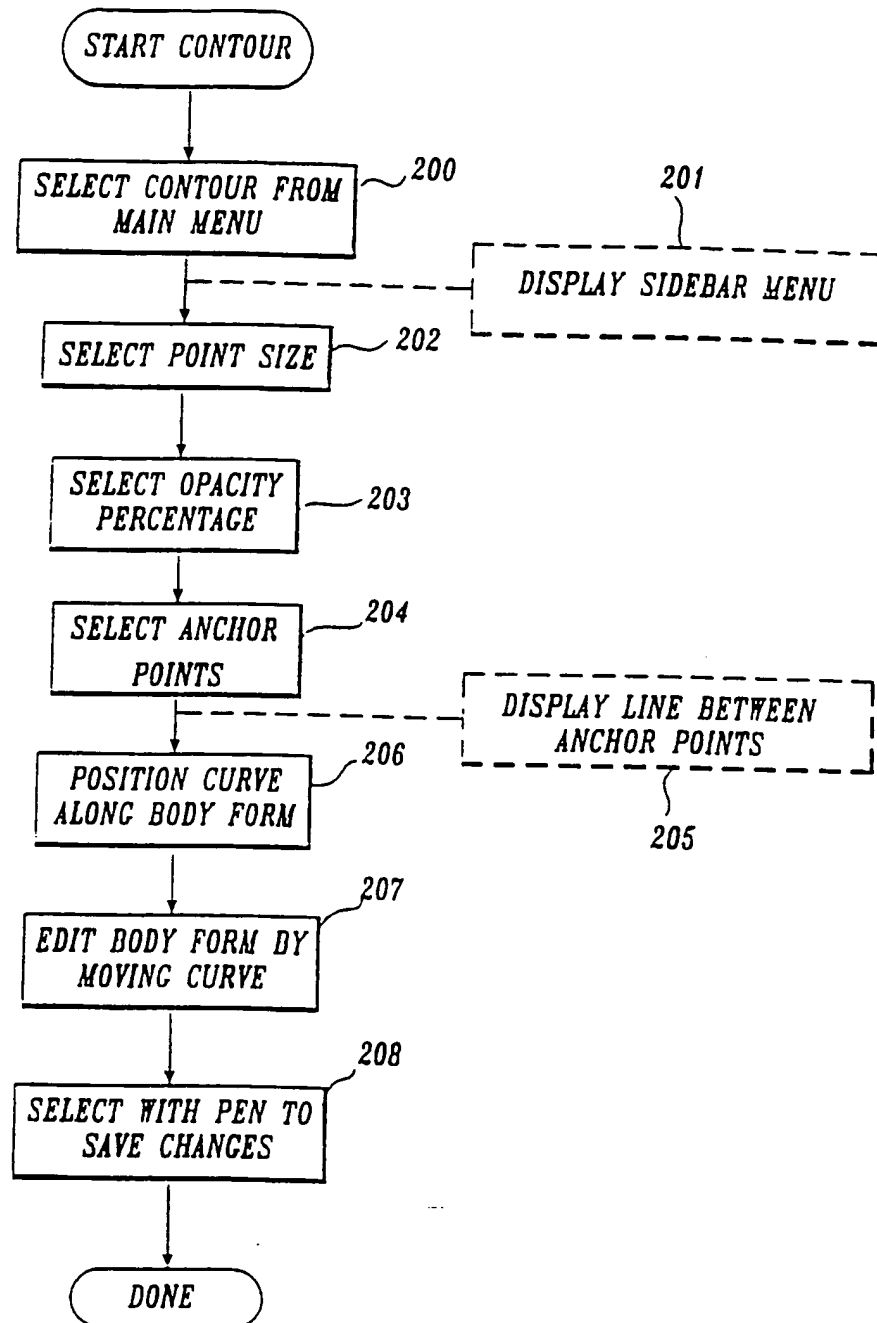 START CONTOUR
200
SELECT CONTOUR FROM
MAIN MENU
201
DISPLAY SIDEBAR MENU
202
SELECT POINT SIZE
SELECT OPACITY
PERCENTAGE
203
204
SELECT ANCHOR
POINTS
DISPLAY LINE BETWEEN
ANCHOR POINTS
205
206
POSITION CURVE
ALONG BODY FORM
207
EDIT BODY FORM BY
MOVING CURVE
208
SELECT WITH PEN TO
SAVE CHANGES
DONE